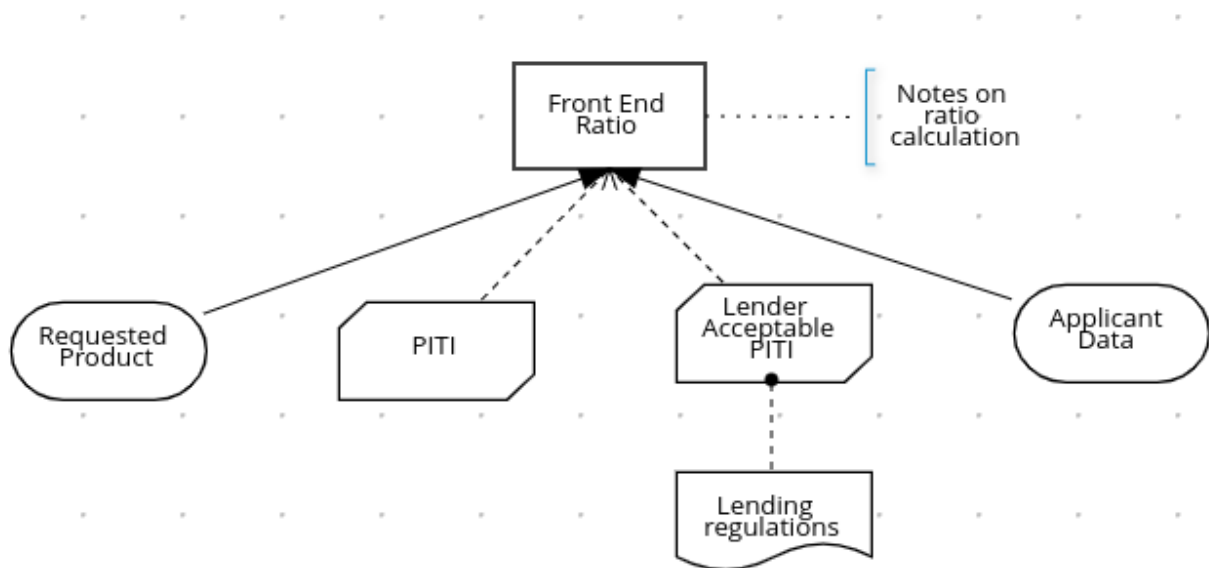 Front End
Ratio
Notes on
ratio
calculation
Requested
Product
PITI
Lender
Acceptable
PITI
Applicant
Data
Lending
regulations